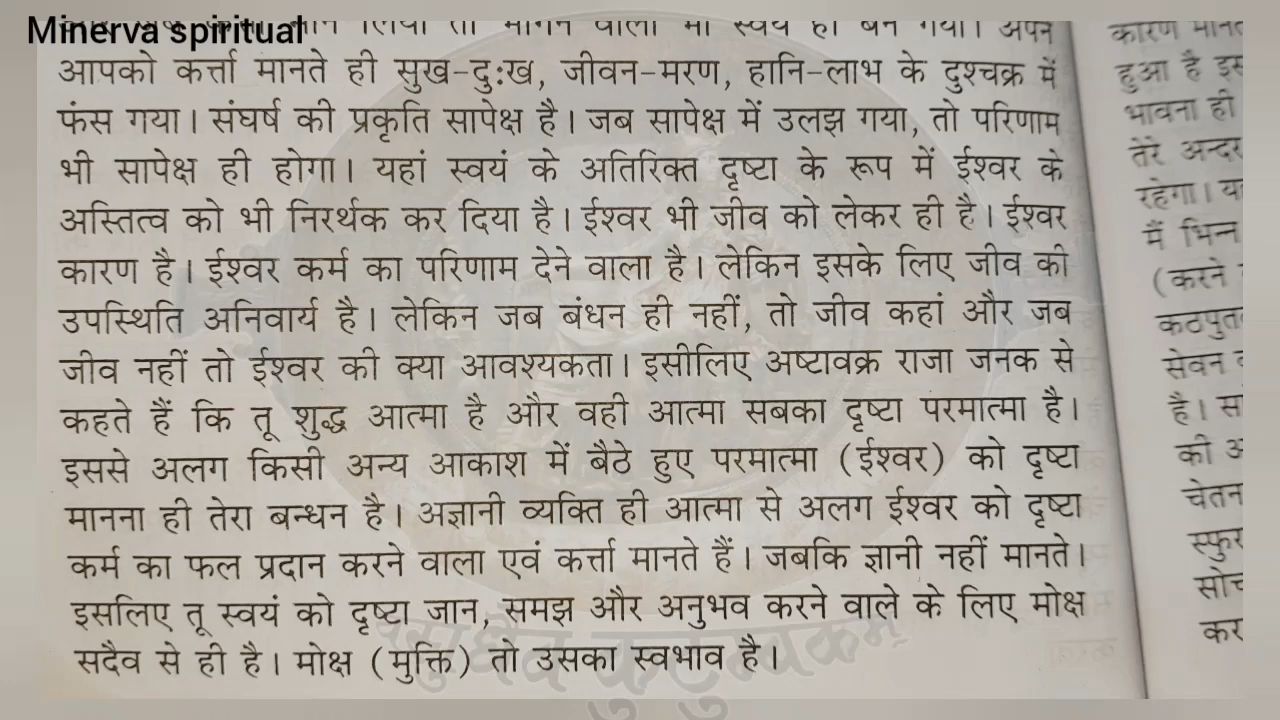 Minerva spiritual
स्वयं ही बन गया। अपने
आपको कर्त्ता मानते ही सुख-दुःख, जीवन-मरण, हानि-लाभ के दुश्चक्र में
फंस गया। संघर्ष की प्रकृति सापेक्ष है। जब सापेक्ष में उलझ गया, तो परिणाम
भी सापेक्ष ही होगा। यहां स्वयं के अतिरिक्त दृष्टा के रूप में ईश्वर के
अस्तित्व को भी निरर्थक कर दिया है। ईश्वर भी जीव को लेकर ही है। ईश्वर
कारण है। ईश्वर कर्म का परिणाम देने वाला है। लेकिन इसके लिए जीव की
उपस्थिति अनिवार्य है। लेकिन जब बंधन ही नहीं, तो जीव कहां और जब
जीव नहीं तो ईश्वर की क्या आवश्यकता। इसीलिए अष्टावक्र राजा जनक से
कहते हैं कि तू शुद्ध आत्मा है और वही आत्मा सबका दृष्टा परमात्मा है।
इससे अलग किसी अन्य आकाश में बैठे हुए परमात्मा (ईश्वर) को दृष्टा
मानना ही तेरा बन्धन है। अज्ञानी व्यक्ति ही आत्मा से अलग ईश्वर को दृष्टा
कर्म का फल प्रदान करने वाला एवं कर्त्ता मानते हैं। जबकि ज्ञानी नहीं मानते।
इसलिए तू स्वयं को दृष्टा जान, समझ और अनुभव करने वाले के लिए मोक्ष
सदैव से ही है। मोक्ष (मुक्ति) तो उसका स्वभाव है।
कारण
हुआ है
भावना ही
तेरे
रहेगा।
मैं भिन्न
(करने
सेवन
है।
की